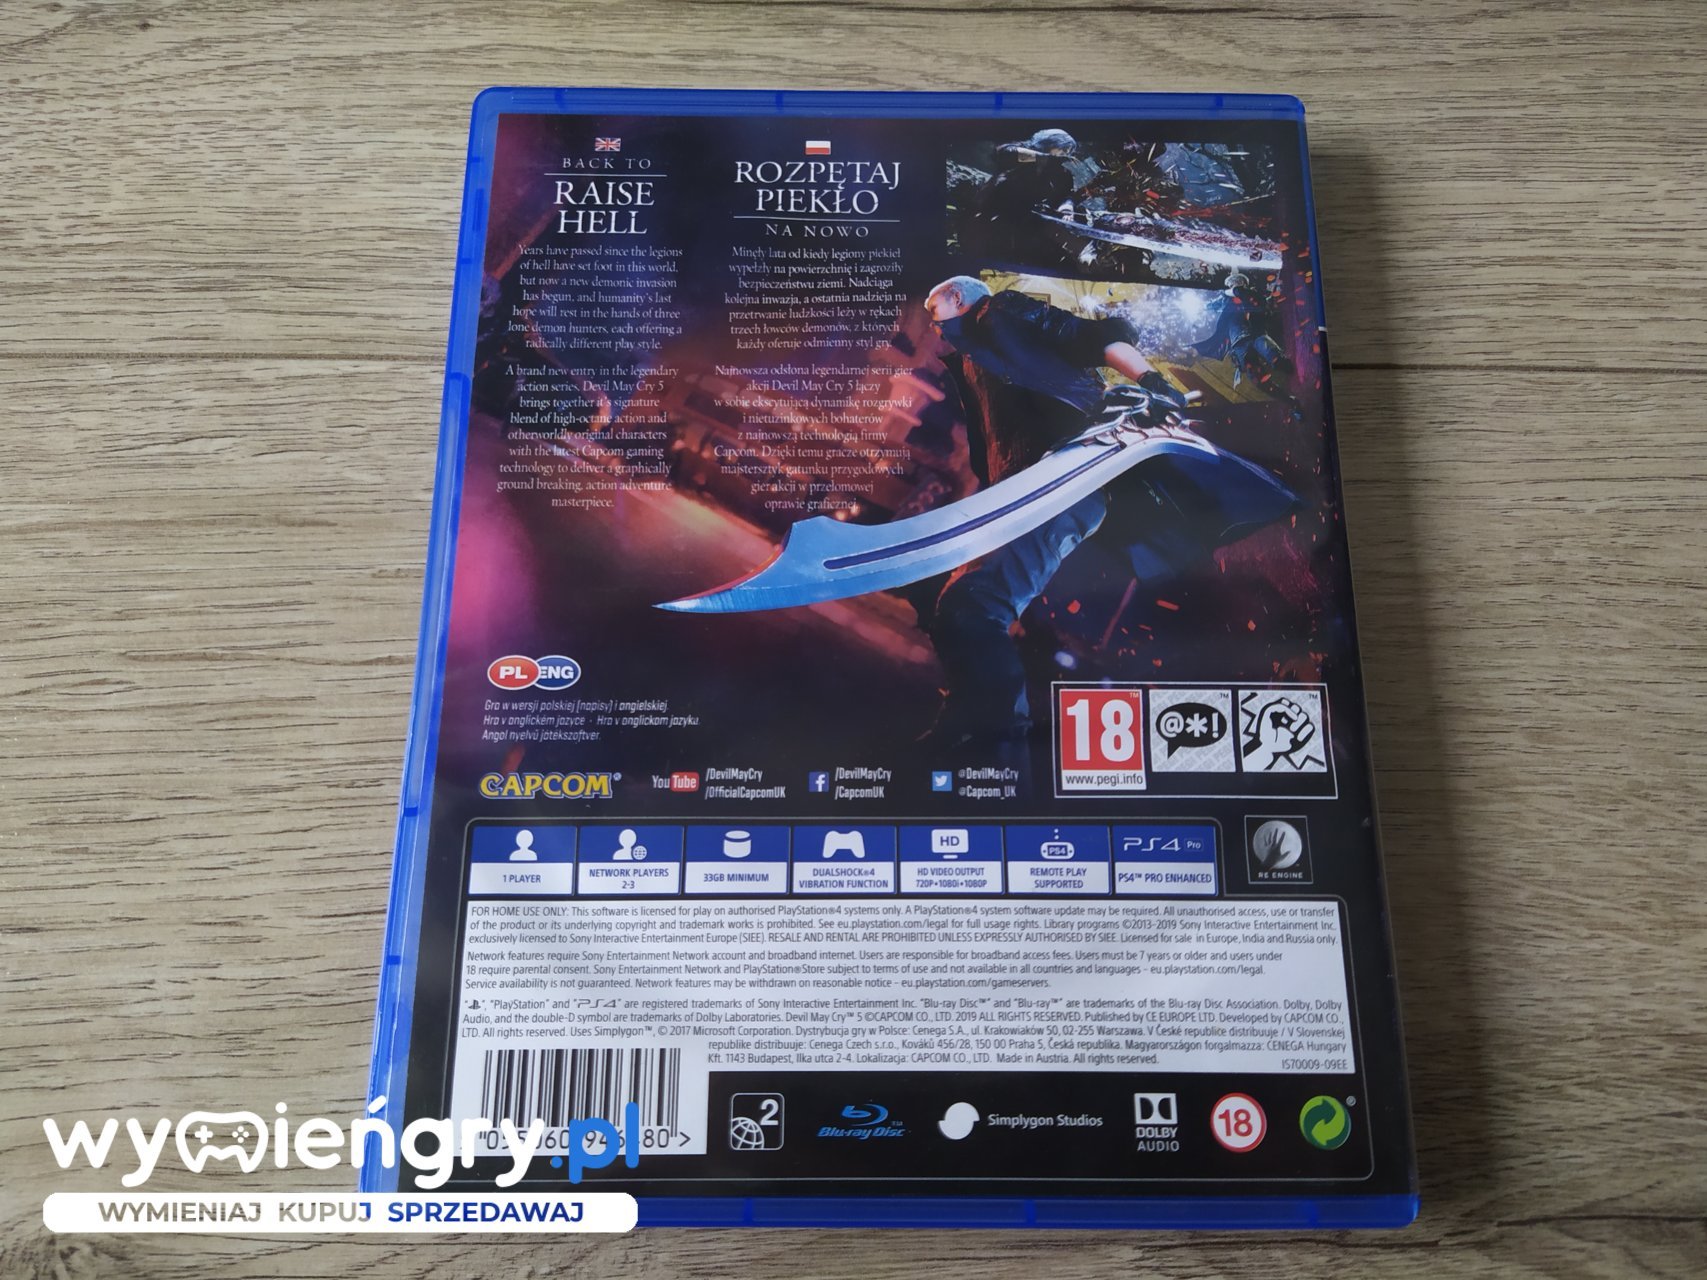 BACK TO
RAISE
HELL
Years have passed since the legions
of hell have set foot in this world,
but now a new demonic invasion
has begun, and humanity's last
hope will rest in the hands of three
lone demon hunters, each offering a
radically different play style.
A brand new entry in the legendary
action series, Devil May Cry 5
brings together it's signature
blend of high-octane action and
otherworldly original characters
with the latest Capcom gaming
technology to deliver a graphically
ground breaking, action adventure
masterpiece.
ROZPĘTAJ
PIEKŁO
NA NOWO
Minęły lata od kiedy legiony piekieł
wypełzły na powierzchnię i zagroziły
bezpieczeństwu ziemi. Nadciąga
kolejna inwazja, a ostatnia nadzieja na
przetrwanie ludzkości leży w rękach
trzech łowców demonów, z których
każdy oferuje odmienny styl gry.
Najnowsza odsłona legendarnej serii gier
akcji Devil May Cry 5 łączy
w sobie ekscytującą dynamikę rozgrywki
i nietuzinkowych bohaterów
z najnowszą technologią firmy
Capcom. Dzięki temu gracze otrzymują
majstersztyk gatunku przygodowych
gier akcji w przełomowej
oprawie graficznej.
PL ENG
Gra w wersji polskiej (napisy) i angielskiej.
Hra v anglickém jazyce · Hra v anglickom jazyku.
Angol nyelvű játékszoftver.
18
www.pegi.info
@*!
CAPCOM
YouTube /DevilMayCry
/OfficialCapcomUK
f /DevilMayCry
/CapcomUK
@DevilMayCry
@Capcom_UK
1 PLAYER
NETWORK PLAYERS
2-3
33GB MINIMUM
DUALSHOCK®4
VIBRATION FUNCTION
HD
HD VIDEO OUTPUT
720P•1080i•1080P
PS4
REMOTE PLAY
SUPPORTED
PS4 Pro
PS4™ PRO ENHANCED
RE ENGINE
FOR HOME USE ONLY: This software is licensed for play on authorised PlayStation®4 systems only. A PlayStation®4 system software update may be required. All unauthorised access, use or transfer
of the product or its underlying copyright and trademark works is prohibited. See eu.playstation.com/legal for full usage rights. Library programs ©2013-2019 Sony Interactive Entertainment Inc.
exclusively licensed to Sony Interactive Entertainment Europe (SIEE). RESALE AND RENTAL ARE PROHIBITED UNLESS EXPRESSLY AUTHORISED BY SIEE. Licensed for sale in Europe, India and Russia only.
Network features require Sony Entertainment Network account and broadband internet. Users are responsible for broadband access fees. Users must be 7 years or older and users under
18 require parental consent. Sony Entertainment Network and PlayStation®Store subject to terms of use and not available in all countries and languages - eu.playstation.com/legal.
Service availability is not guaranteed. Network features may be withdrawn on reasonable notice - eu.playstation.com/gameservers.
"PS", "PlayStation" and "PS4" are registered trademarks of Sony Interactive Entertainment Inc. "Blu-ray Disc™" and "Blu-ray™" are trademarks of the Blu-ray Disc Association. Dolby, Dolby
Audio, and the double-D symbol are trademarks of Dolby Laboratories. Devil May Cry™ 5 ©CAPCOM CO., LTD. 2019 ALL RIGHTS RESERVED. Published by CE EUROPE LTD. Developed by CAPCOM CO.,
LTD. All rights reserved. Uses Simplygon™, © 2017 Microsoft Corporation. Dystrybucja gry w Polsce: Cenega S.A., ul. Krakowiaków 50, 02-255 Warszawa. V České republice distribuuje / V Slovenskej
republike distribuuje: Cenega Czech s.r.o., Kováků 456/28, 150 00 Praha 5, Česká republika. Magyarországon forgalmazza: CENEGA Hungary
Kft. 1143 Budapest, Ilka utca 2-4. Lokalizacja: CAPCOM CO., LTD. Made in Austria. All rights reserved.
1570009-09EE
2
Blu-ray Disc
Simplygon Studios
DOLBY
AUDIO
18
wymieńgry.pl
WYMIENIAJ KUPUJ SPRZEDAWAJ